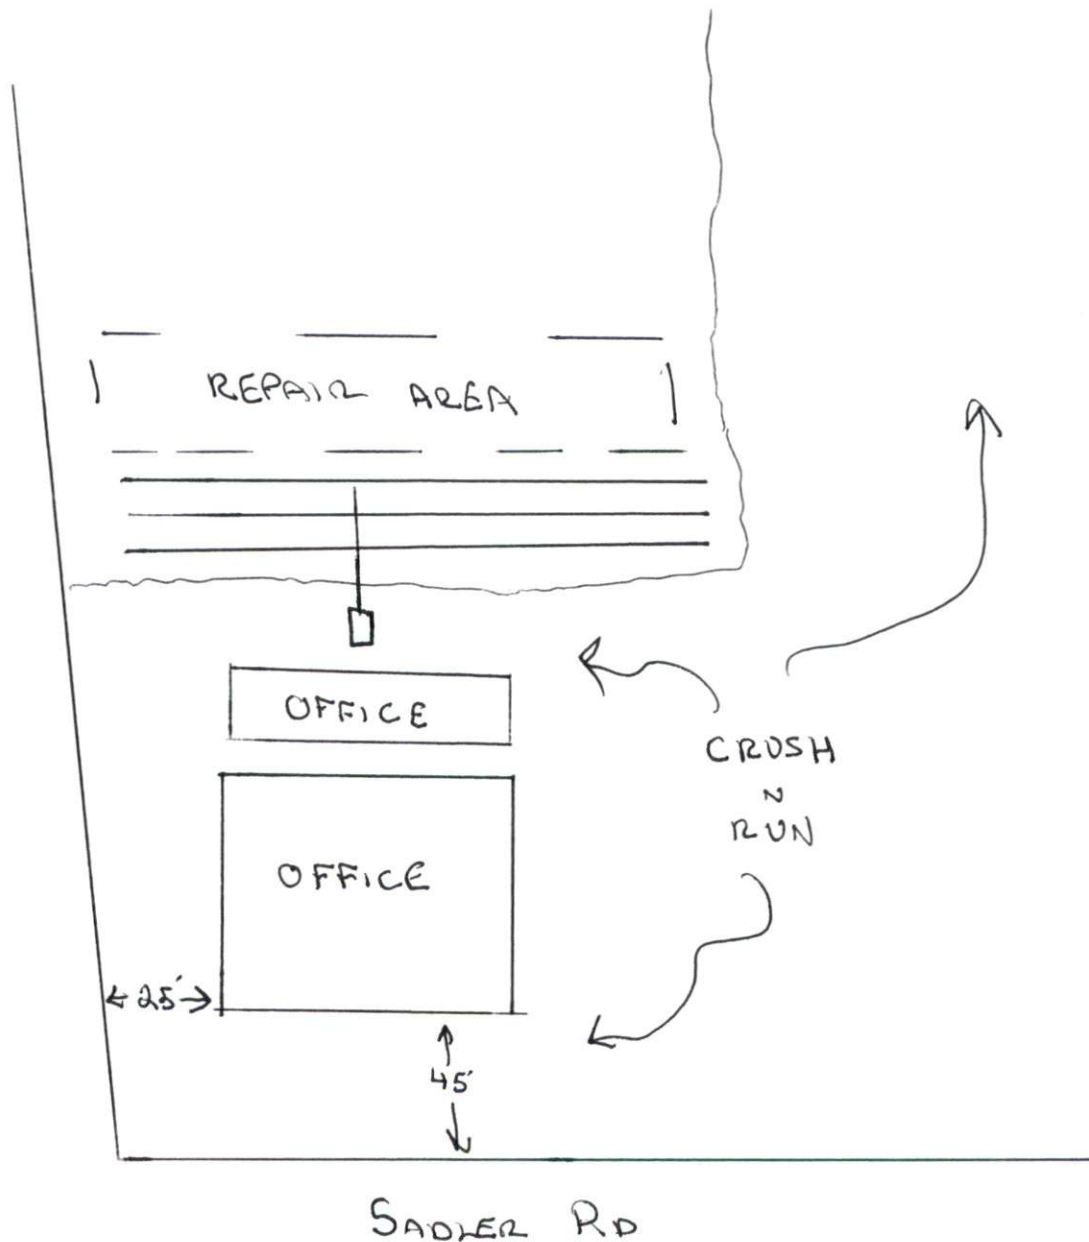 REPAIR AREA
OFFICE
CRUSH
N
RUN
OFFICE
25'
45'
SADLER RD